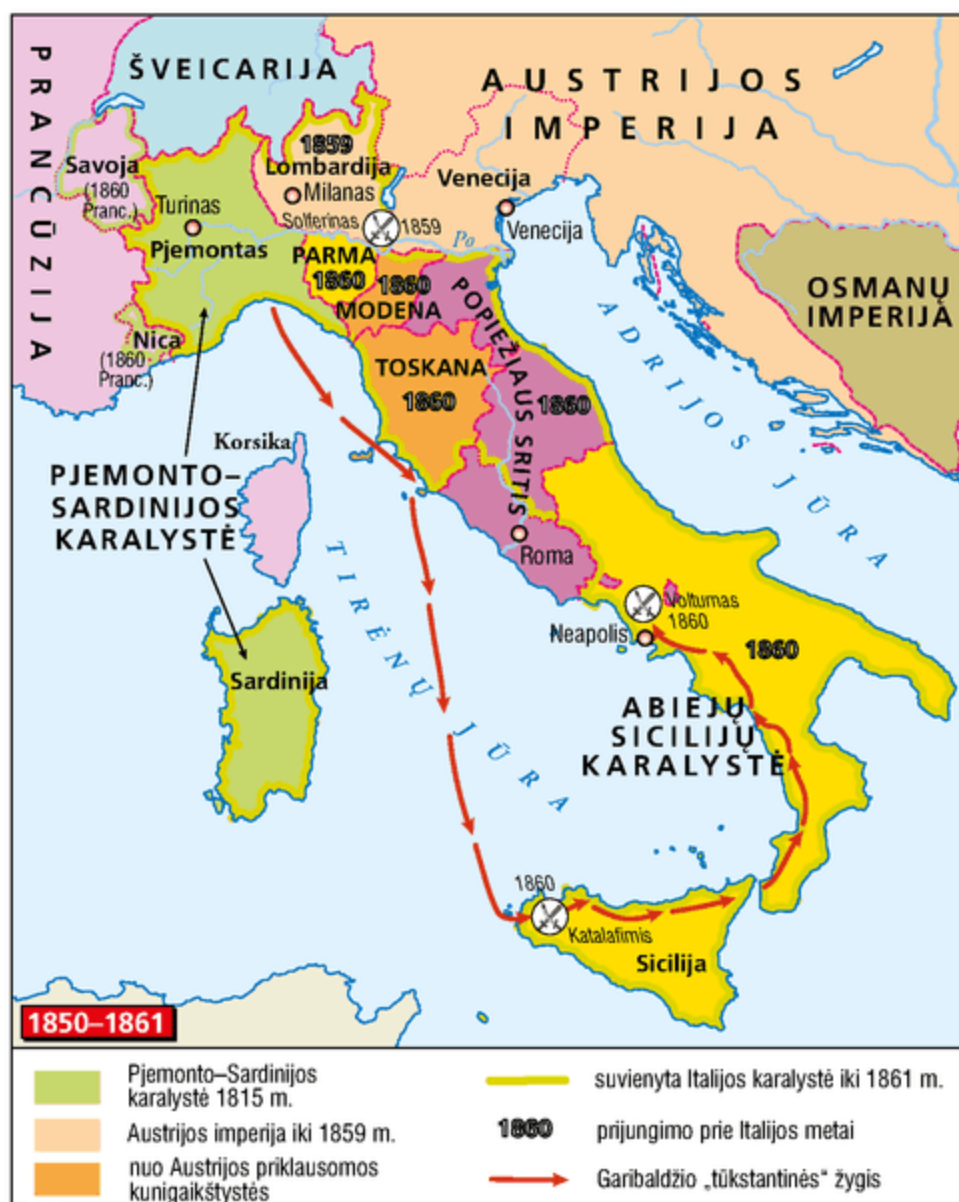 PRANCŪZIJA
ŠVEICARIJA
AUSTRIJOS
IMPERIJA
Savoja
(1860
Pranc.)
1859
Lombardija
Milanas
Turinas
Pjemontas
Solferinas
1859
Venecija
Venecija
Po
PARMA
1860
1860
MODENA
POPIEŽIAUS SRITIS
OSMANŲ
IMPERIJA
Nica
(1860
Pranc.)
TOSKANA
1860
1860
ADRIJOS JŪRA
Korsika
PJEMONTO–
SARDINIJOS
KARALYSTĖ
Roma
TIRĖNŲ JŪRA
Volturnas
1860
Neapolis
1860
Sardinija
ABIEJŲ
SICILIJŲ
KARALYSTĖ
1860
Katalafimis
Sicilija
1850–1861
Pjemonto–Sardinijos
karalystė 1815 m.
Austrijos imperija iki 1859 m.
nuo Austrijos priklausomos
kunigaikštystės
suvienyta Italijos karalystė iki 1861 m.
1860 prijungimo prie Italijos metai
Garibaldžio „tūkstantinės“ žygis